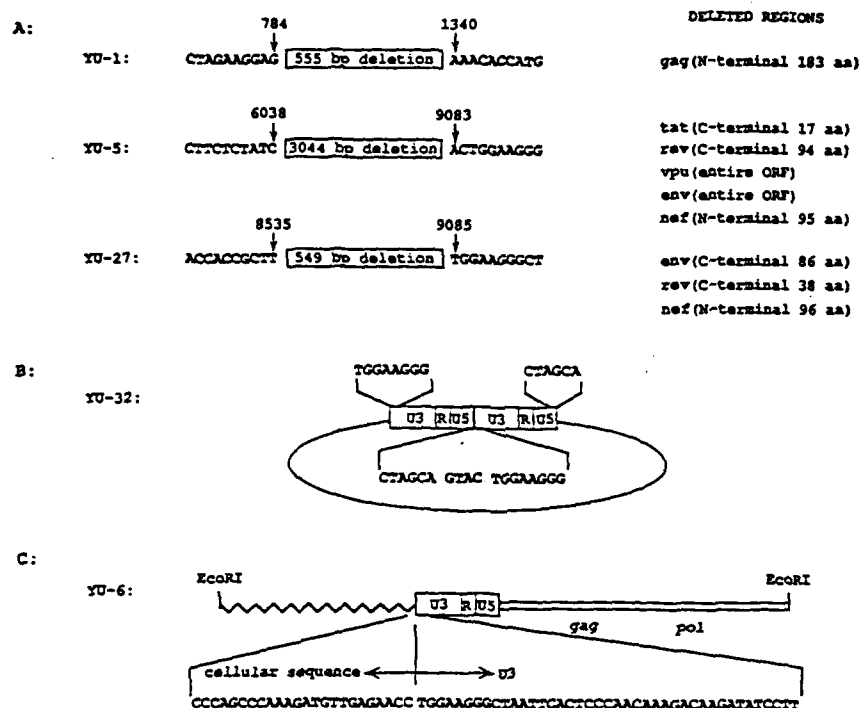 DELETED REGIONS
A:
784 1340
YU-1: CTAGAAGGAG 555 bp deletion AAACACCATG gag(N-terminal 183 aa)
6038 9083
tat(C-terminal 17 aa)
YU-5: CTTCTCTATC 3044 bp deletion ACTGGAAGGG rev(C-terminal 94 aa)
vpu(entire ORF)
env(entire ORF)
nef(N-terminal 95 aa)
8535 9085
YU-27: ACCACCGCTT 549 bp deletion TGGAAGGGCT env(C-terminal 86 aa)
rev(C-terminal 38 aa)
nef(N-terminal 96 aa)
B:
TGGAAGGG CTAGCA
YU-32:
U3 R U5 U3 R U5
CTAGCA GTAC TGGAAGGG
C:
EcoRI EcoRI
YU-6:
U3 R U5
gag pol
cellular sequence U3
CCCAGCCCAAAGATGTTGAGAACC TGGAAGGGCTAATTCACTCCCAACAAAGACAAGATATCCTT